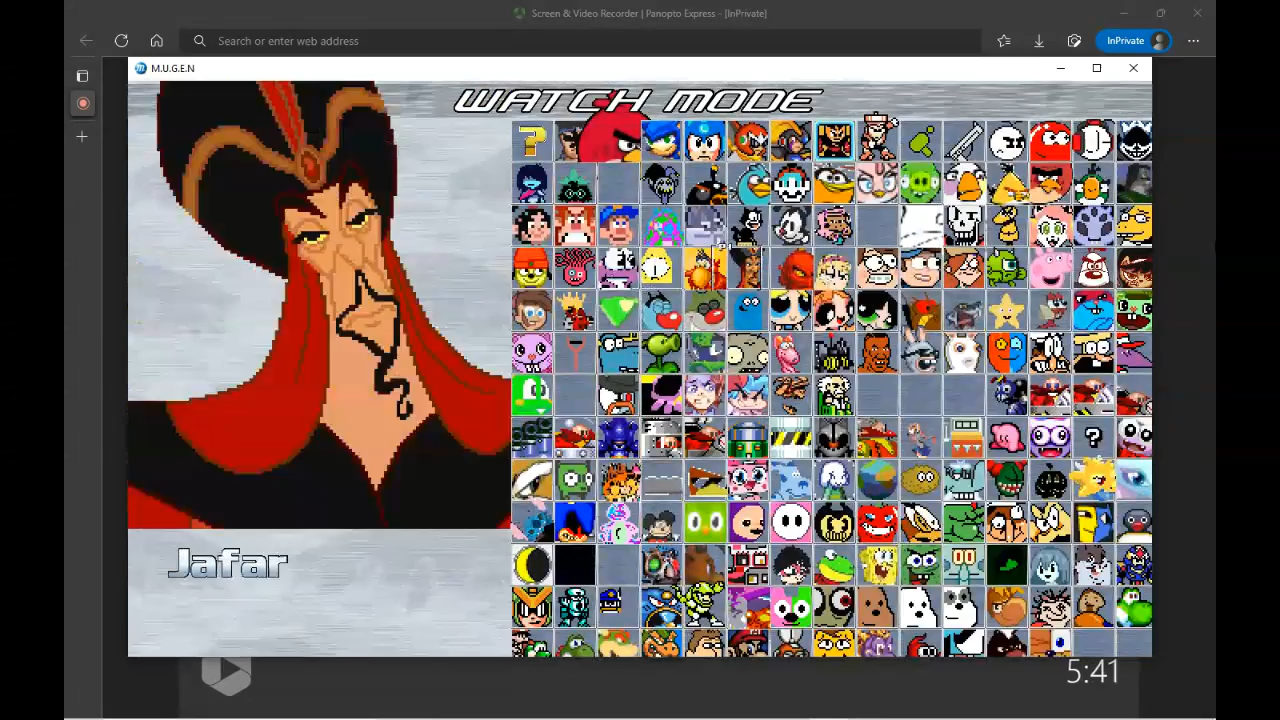 Screen & Video Recorder | Panopto Express - [InPrivate]
Search or enter web address
InPrivate
M.U.G.E.N
WATCH MODE
?
?
Jafar
5:41